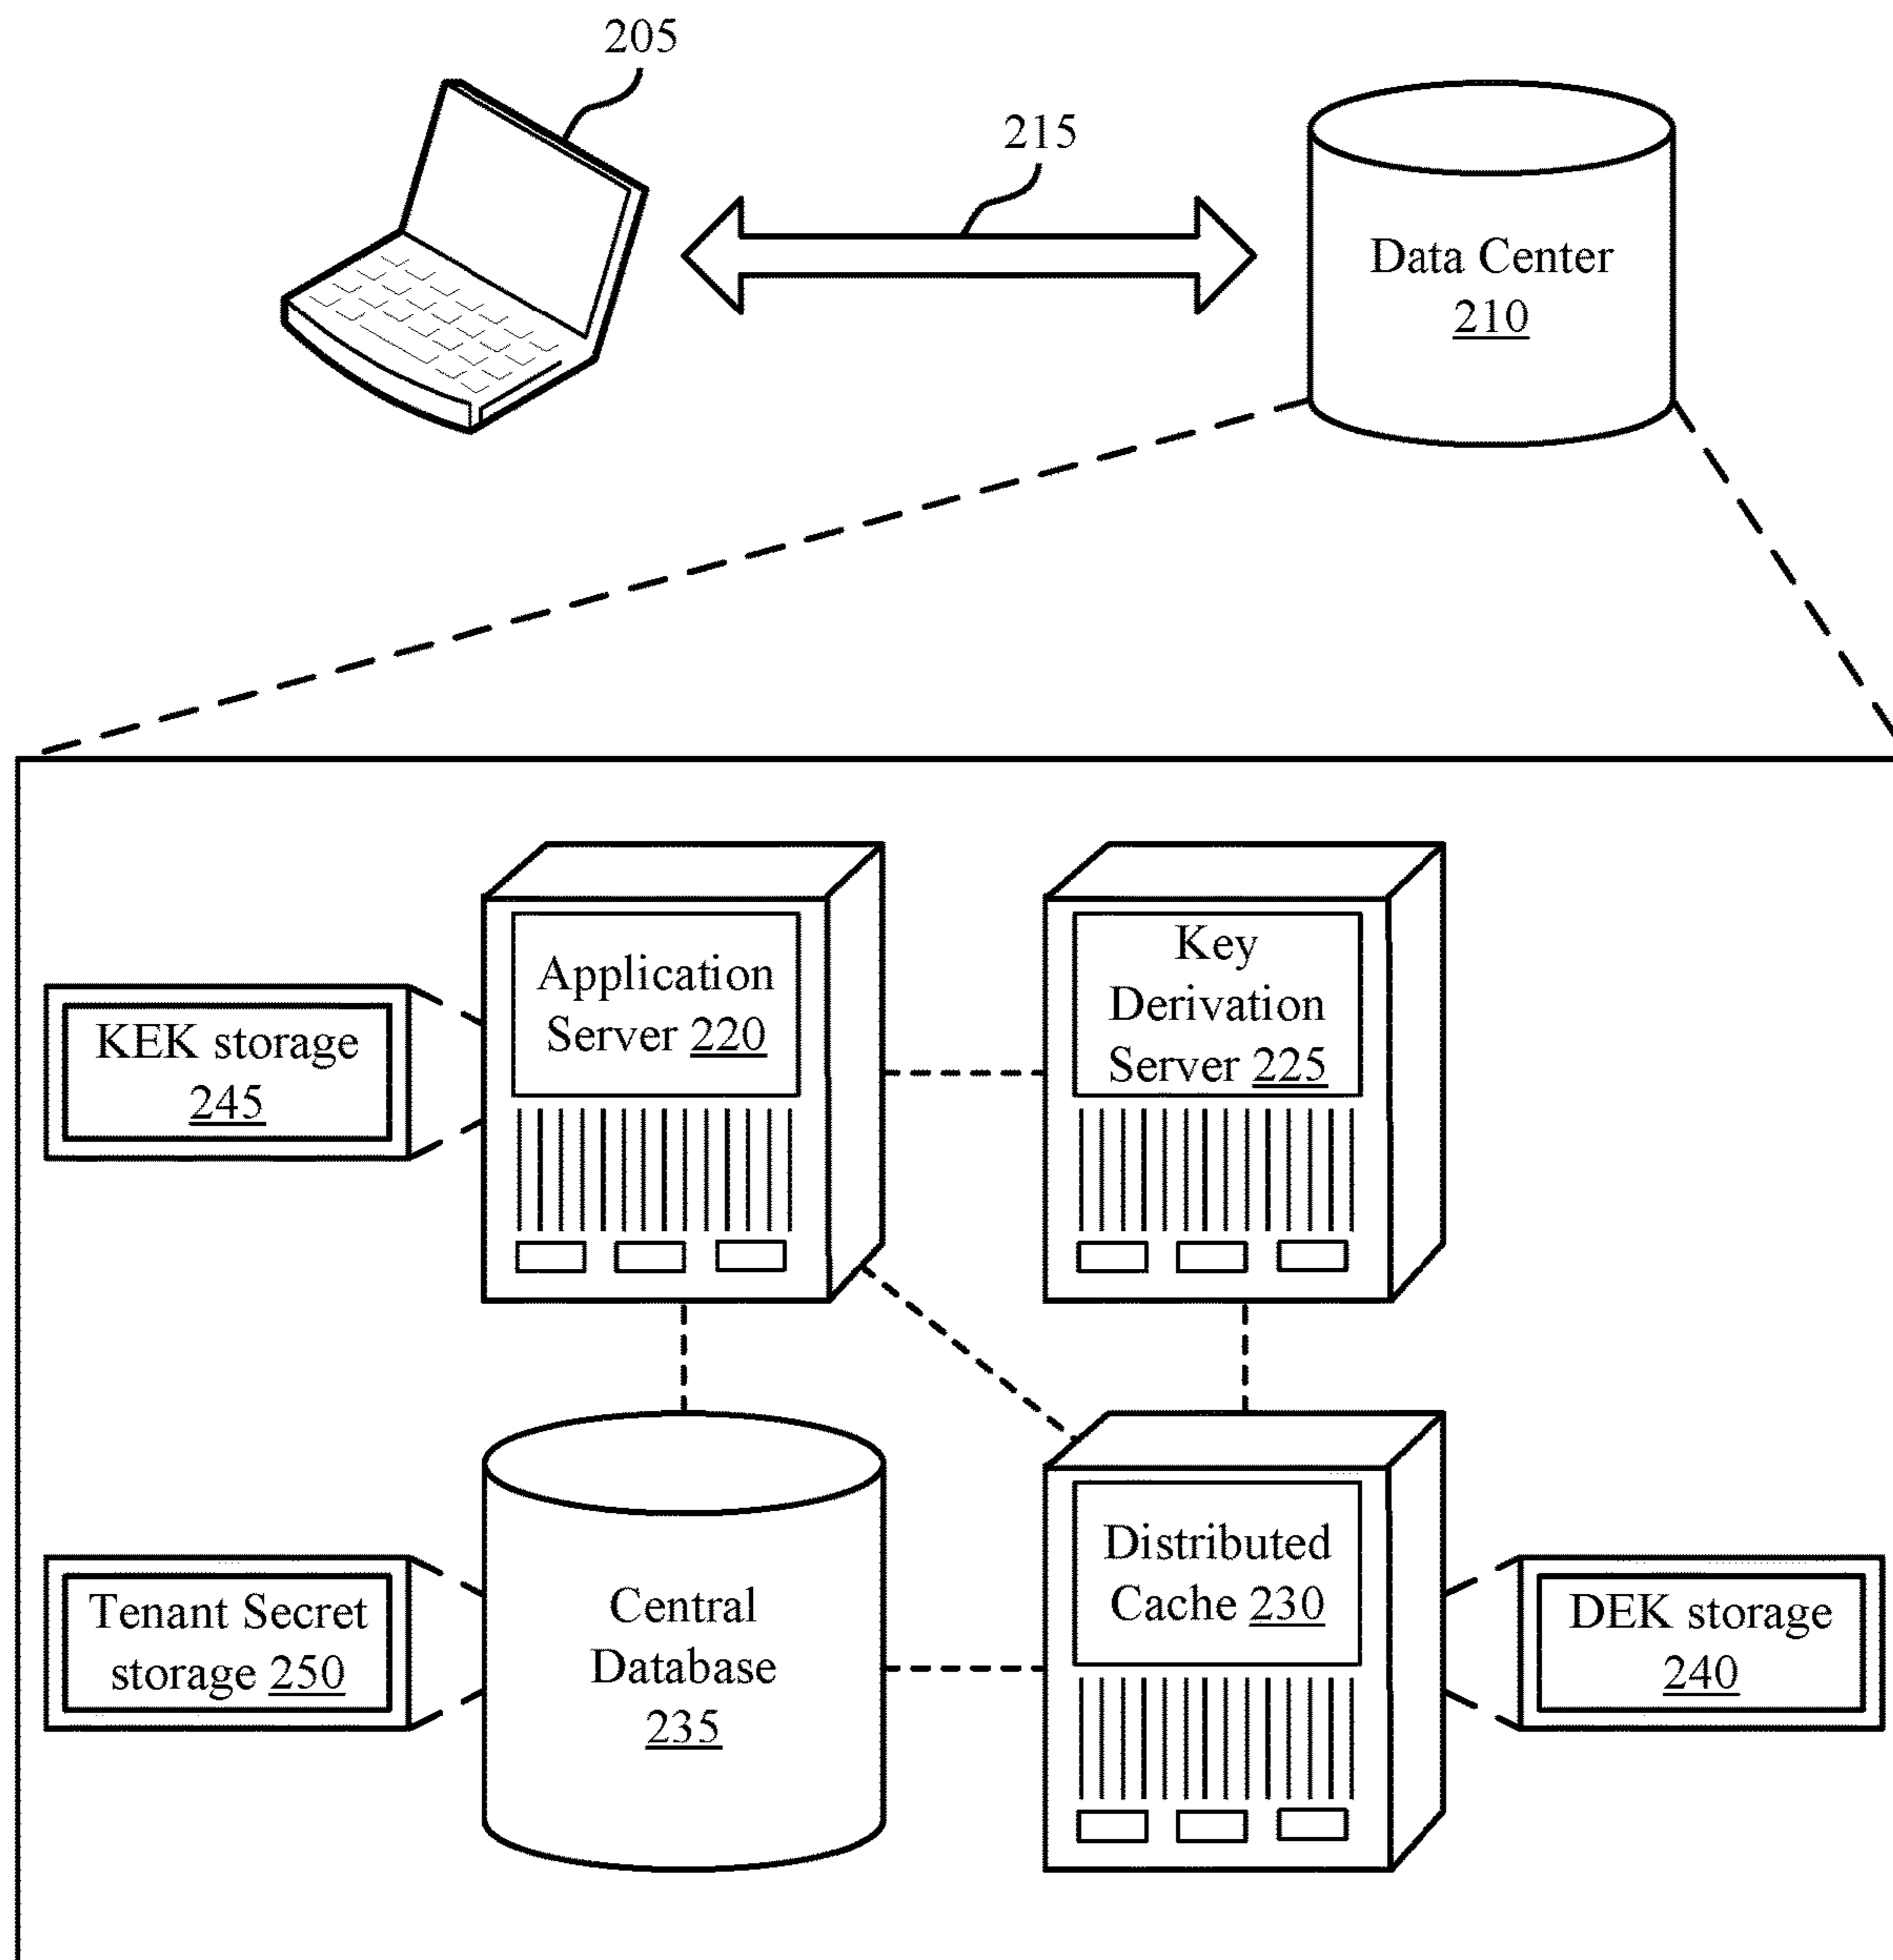 205
215
Data Center
210
Application
Server 220
Key
Derivation
Server 225
KEK storage
245
Central
Database
235
Distributed
Cache 230
Tenant Secret
storage 250
DEK storage
240